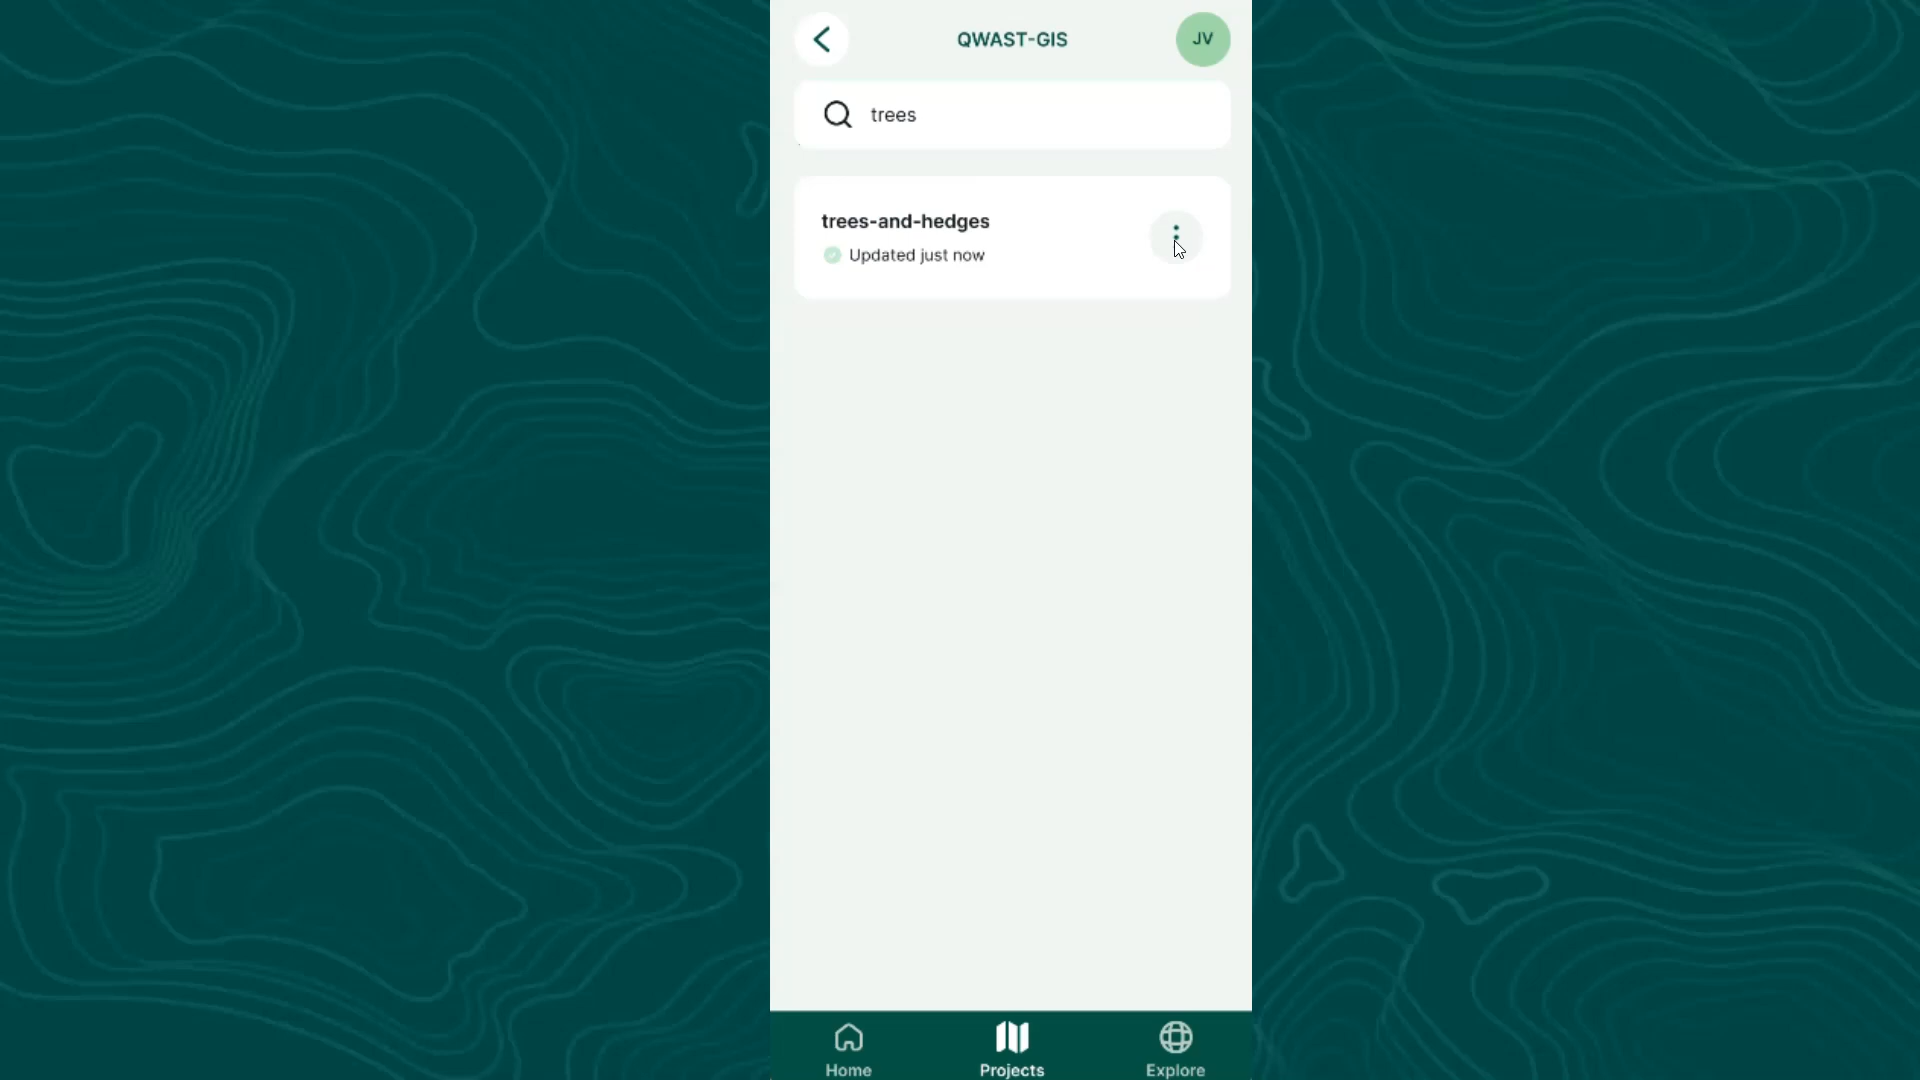 QWAST-GIS
JV
trees
trees-and-hedges
Updated just now
Home
Projects
Explore